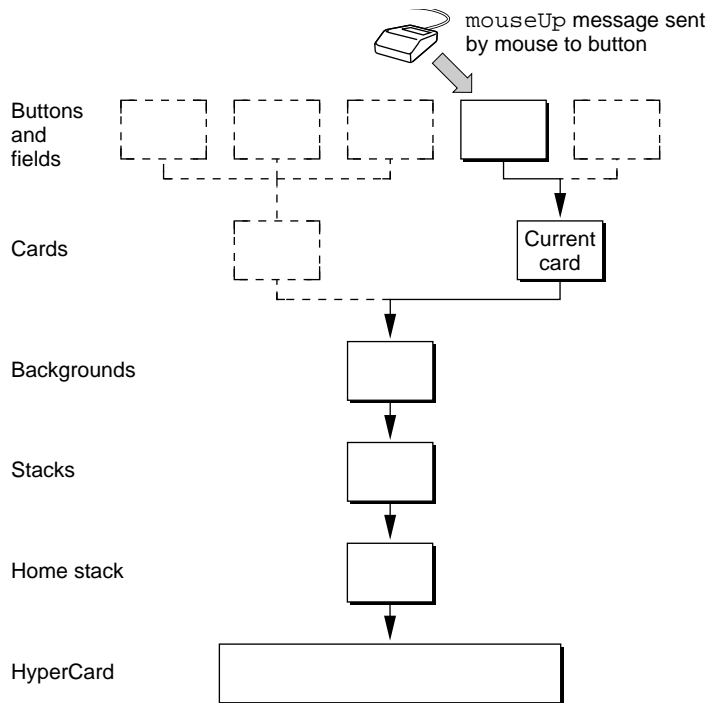 mouseUp message sent
by mouse to button
Buttons
and
fields
Cards
Current
card
Backgrounds
Stacks
Home stack
HyperCard